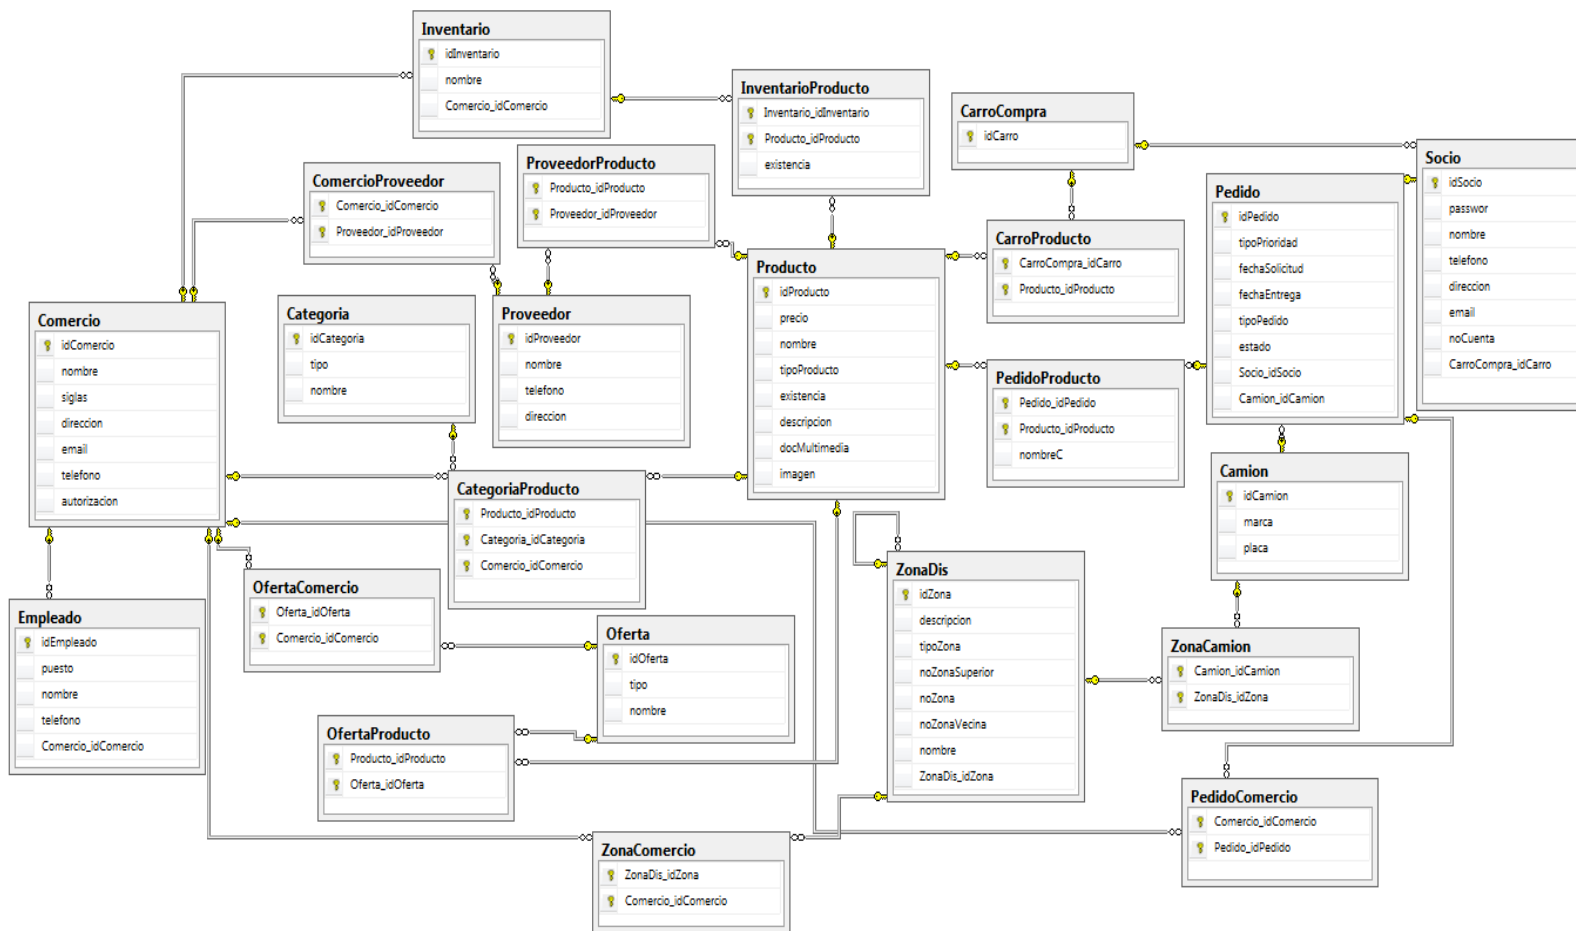 Inventario
idInventario
nombre
Comercio_idComercio
InventarioProducto
Inventario_idInventario
Producto_idProducto
existencia
CarroCompra
idCarro
Socio
idSocio
passwor
nombre
telefono
direccion
email
noCuenta
CarroCompra_idCarro
ProveedorProducto
Producto_idProducto
Proveedor_idProveedor
ComercioProveedor
Comercio_idComercio
Proveedor_idProveedor
Pedido
idPedido
tipoPrioridad
fechaSolicitud
fechaEntrega
tipoPedido
estado
Socio_idSocio
Camion_idCamion
CarroProducto
CarroCompra_idCarro
Producto_idProducto
Producto
idProducto
precio
nombre
tipoProducto
existencia
descripcion
docMultimedia
imagen
Comercio
idComercio
nombre
siglas
direccion
email
telefono
autorizacion
Categoria
idCategoria
tipo
nombre
Proveedor
idProveedor
nombre
telefono
direccion
PedidoProducto
Pedido_idPedido
Producto_idProducto
nombreC
Camion
idCamion
marca
placa
CategoriaProducto
Producto_idProducto
Categoria_idCategoria
Comercio_idComercio
ZonaDis
idZona
descripcion
tipoZona
noZonaSuperior
noZona
noZonaVecina
nombre
ZonaDis_idZona
OfertaComercio
Oferta_idOferta
Comercio_idComercio
Empleado
idEmpleado
puesto
nombre
telefono
Comercio_idComercio
Oferta
idOferta
tipo
nombre
ZonaCamion
Camion_idCamion
ZonaDis_idZona
OfertaProducto
Producto_idProducto
Oferta_idOferta
PedidoComercio
Comercio_idComercio
Pedido_idPedido
ZonaComercio
ZonaDis_idZona
Comercio_idComercio